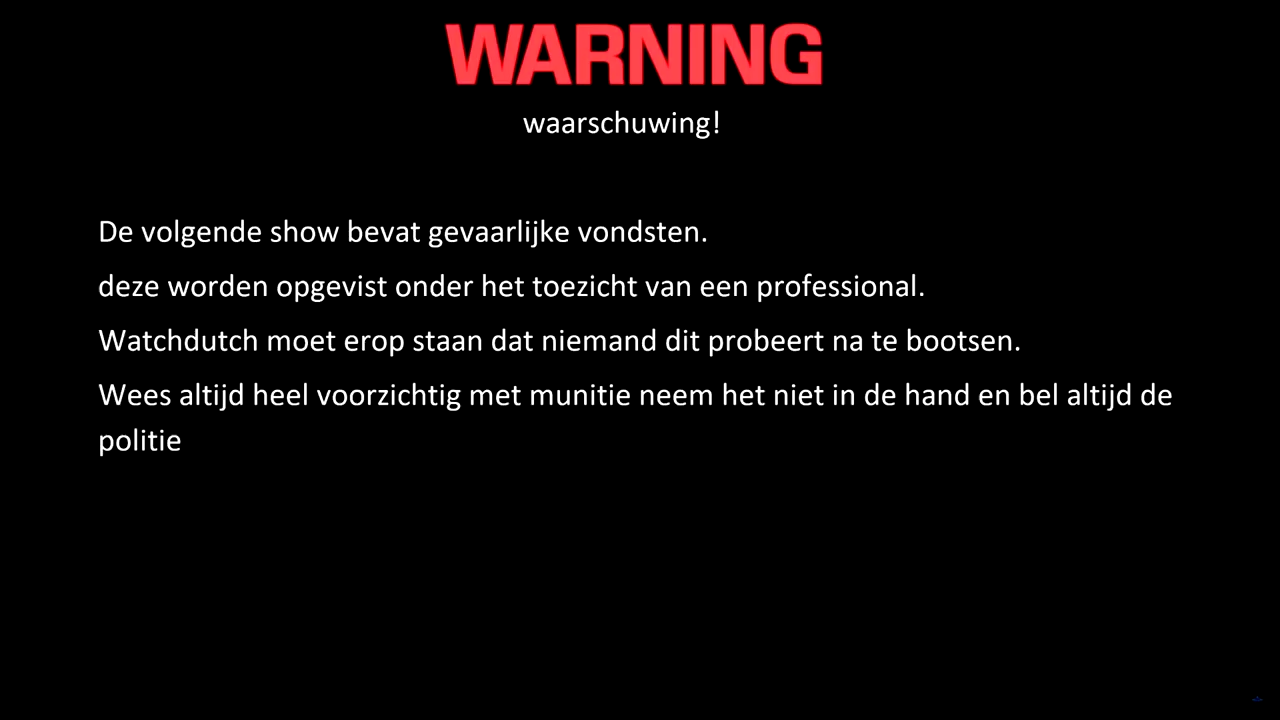 WARNING
waarschuwing!
De volgende show bevat gevaarlijke vondsten.
deze worden opgevist onder het toezicht van een professional.
Watchdutch moet erop staan dat niemand dit probeert na te bootsen.
Wees altijd heel voorzichtig met munitie neem het niet in de hand en bel altijd de
politie